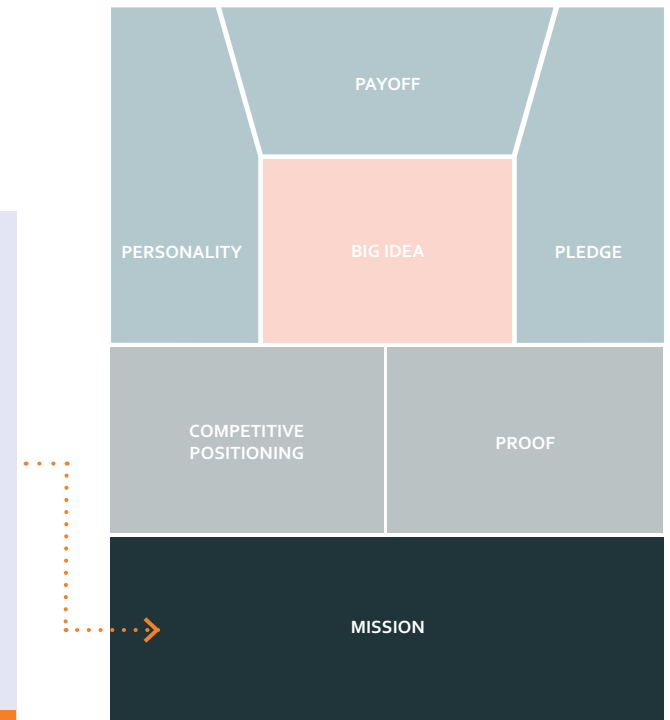 PAYOFF
PERSONALITY
BIG IDEA
PLEDGE
COMPETITIVE
POSITIONING
PROOF
MISSION